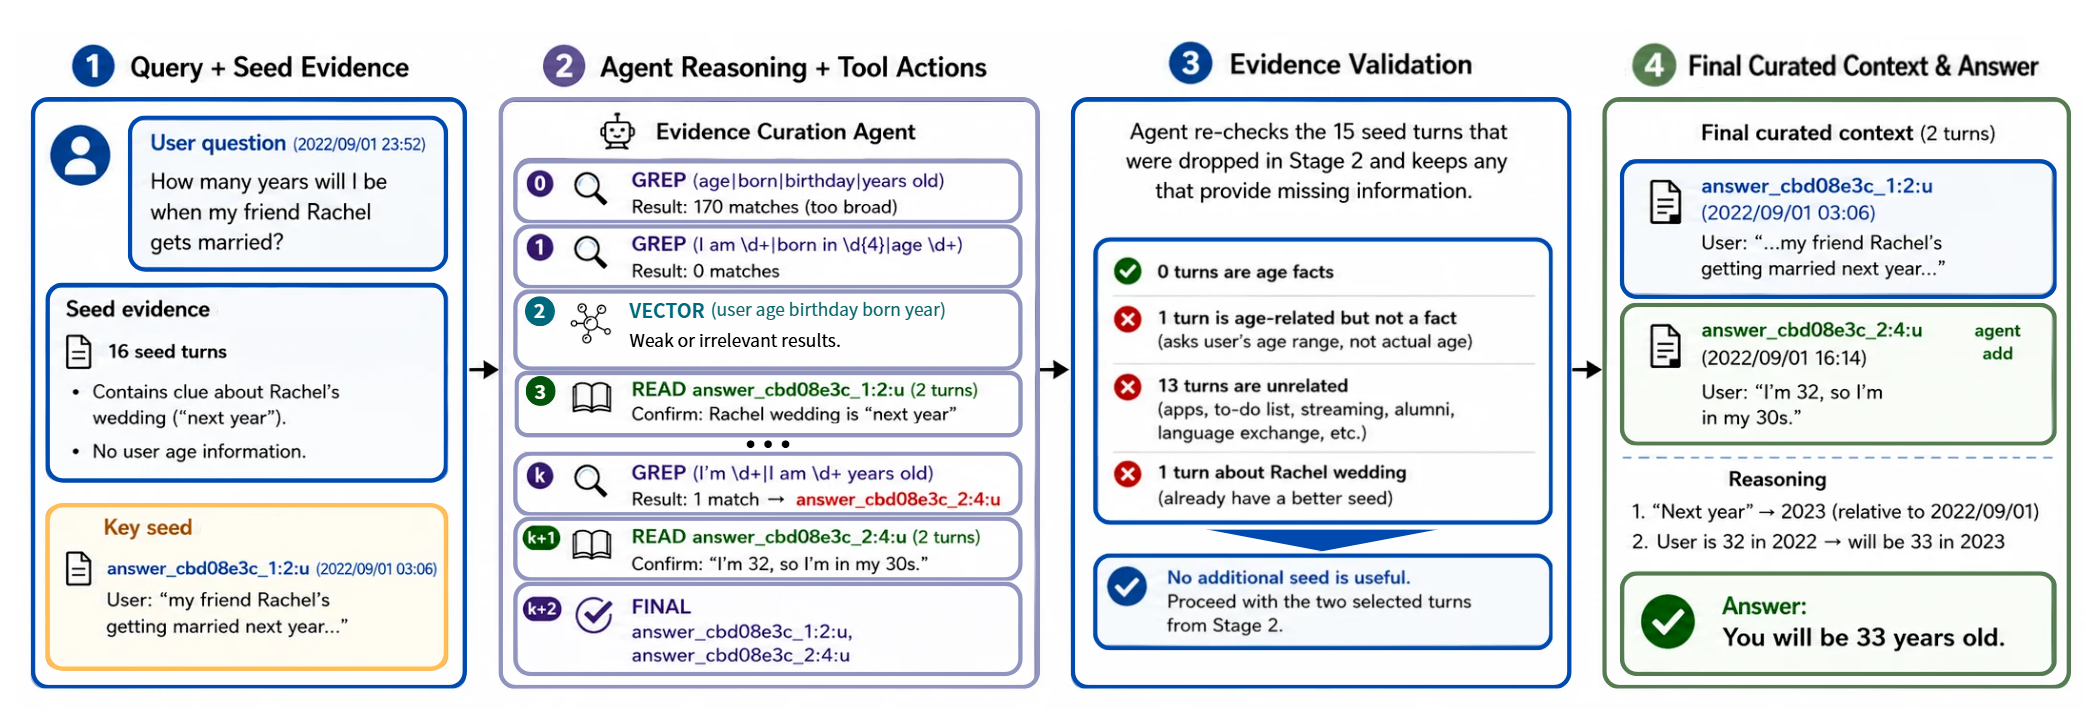 1 Query + Seed Evidence
User question (2022/09/01 23:52)
How many years will I be
when my friend Rachel
gets married?
Seed evidence
16 seed turns
• Contains clue about Rachel's
wedding (“next year”).
• No user age information.
Key seed
answer_cbd08e3c_1:2:u (2022/09/01 03:06)
User: “my friend Rachel's
getting married next year...”
2 Agent Reasoning + Tool Actions
Evidence Curation Agent
0 GREP (age|born|birthday|years old)
Result: 170 matches (too broad)
1 GREP (I am \d+|born in \d{4}|age \d+)
Result: 0 matches
2 VECTOR (user age birthday born year)
Weak or irrelevant results.
3 READ answer_cbd08e3c_1:2:u (2 turns)
Confirm: Rachel wedding is “next year”
•••
k GREP (I'm \d+|I am \d+ years old)
Result: 1 match → answer_cbd08e3c_2:4:u
k+1 READ answer_cbd08e3c_2:4:u (2 turns)
Confirm: “I'm 32, so I'm in my 30s.”
k+2 FINAL
answer_cbd08e3c_1:2:u,
answer_cbd08e3c_2:4:u
3 Evidence Validation
Agent re-checks the 15 seed turns that
were dropped in Stage 2 and keeps any
that provide missing information.
0 turns are age facts
1 turn is age-related but not a fact
(asks user's age range, not actual age)
13 turns are unrelated
(apps, to-do list, streaming, alumni,
language exchange, etc.)
1 turn about Rachel wedding
(already have a better seed)
No additional seed is useful.
Proceed with the two selected turns
from Stage 2.
4 Final Curated Context & Answer
Final curated context (2 turns)
answer_cbd08e3c_1:2:u
(2022/09/01 03:06)
User: “...my friend Rachel's
getting married next year...”
answer_cbd08e3c_2:4:u agent
(2022/09/01 16:14) add
User: “I'm 32, so I'm
in my 30s.”
Reasoning
1. “Next year” → 2023 (relative to 2022/09/01)
2. User is 32 in 2022 → will be 33 in 2023
Answer:
You will be 33 years old.